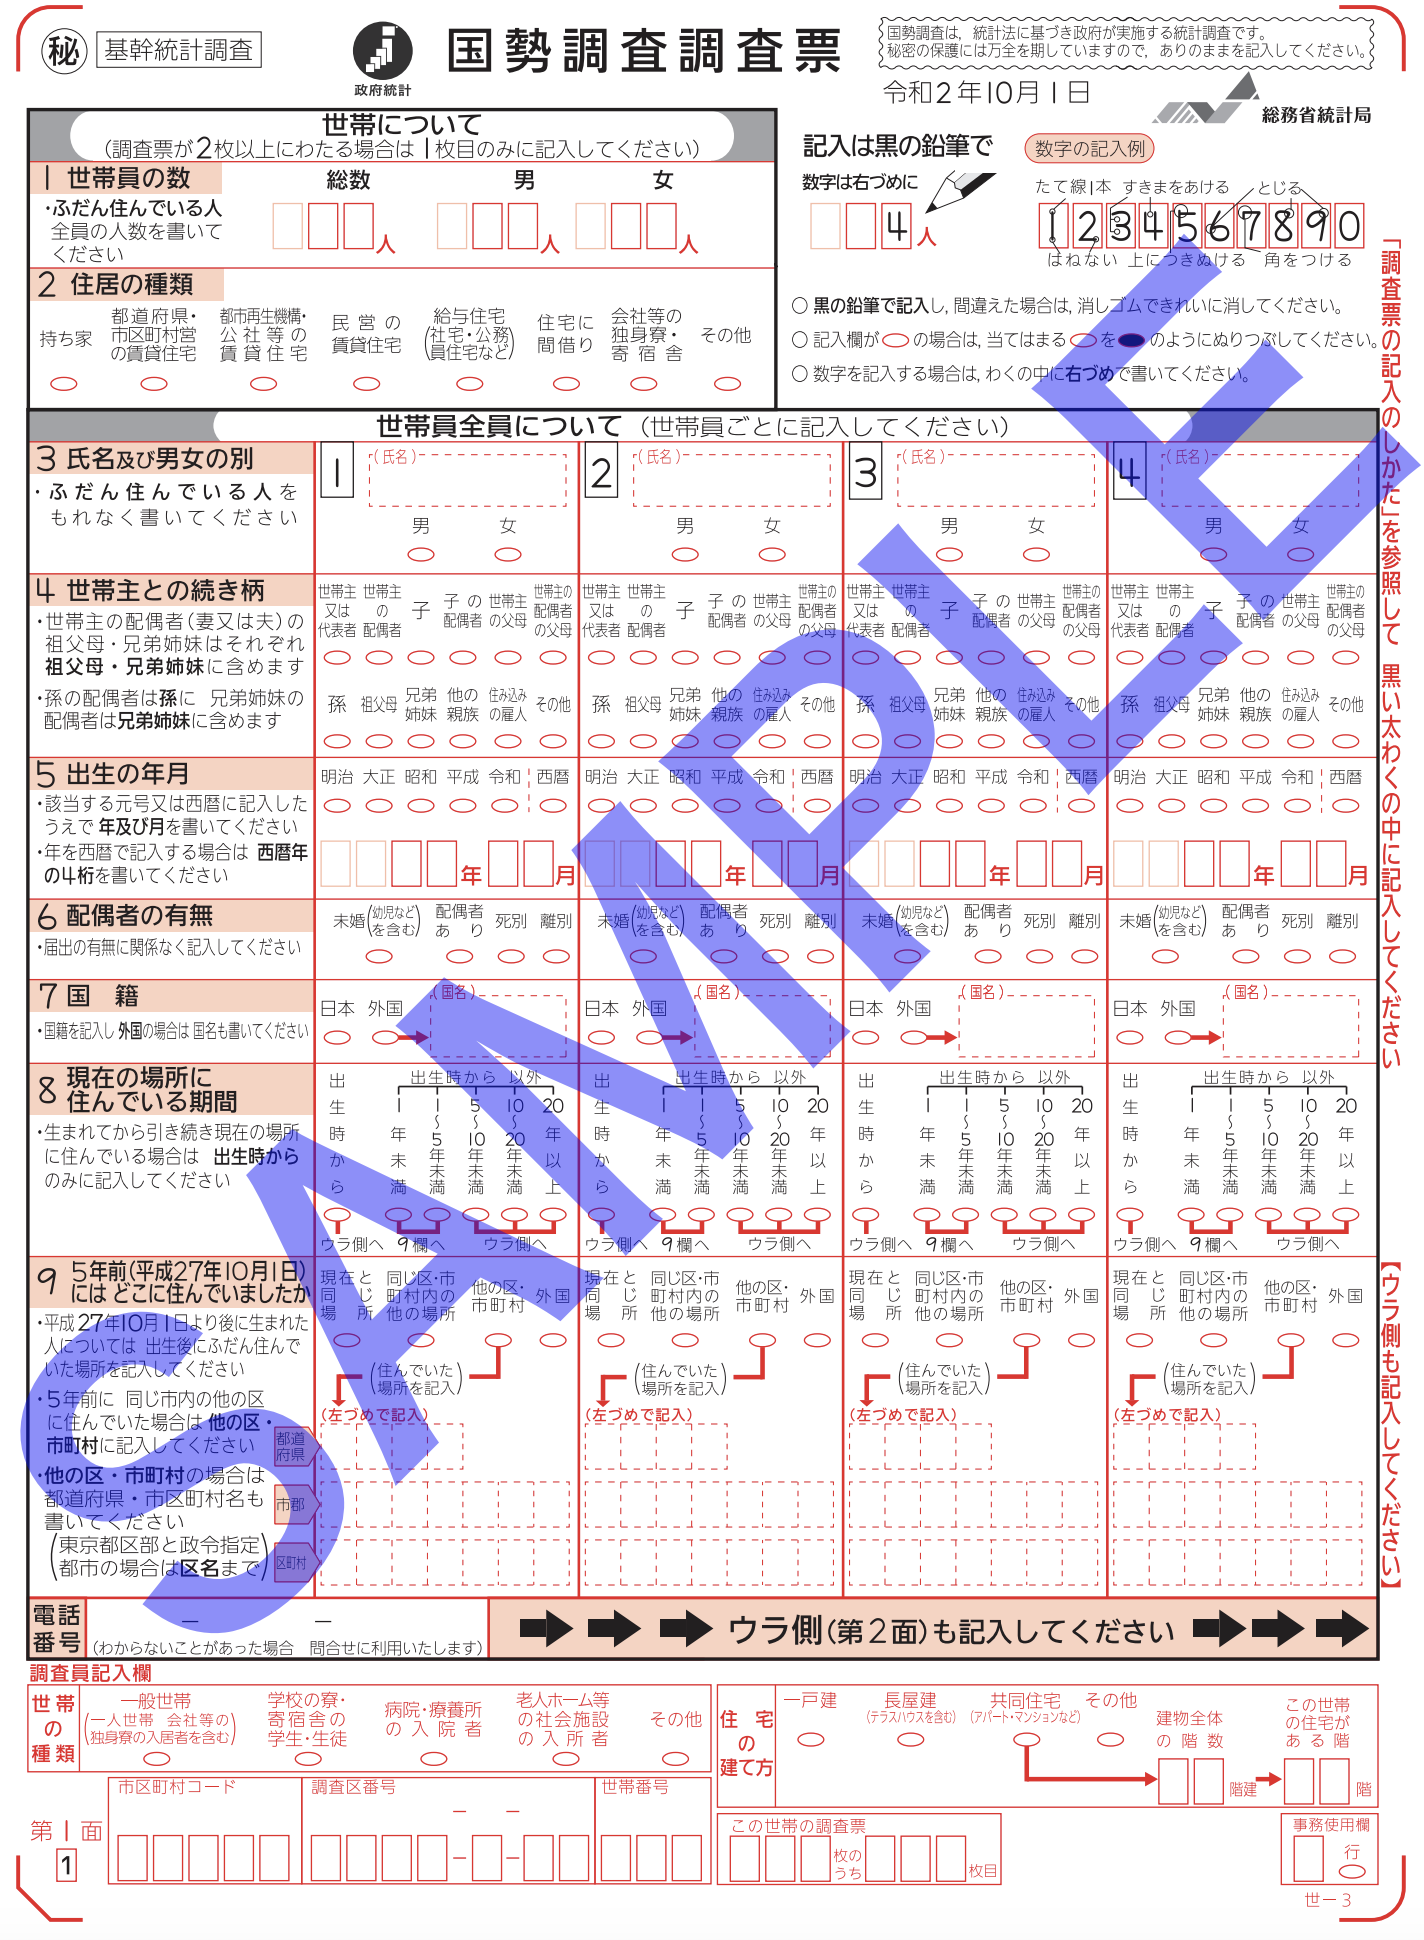 秘 基幹統計調査
政府統計
国勢調査調査票
国勢調査は，統計法に基づき政府が実施する統計調査です。
秘密の保護には万全を期していますので，ありのままを記入してください。
令和2年10月1日
総務省統計局
世帯について
（調査票が2枚以上にわたる場合は 1枚目のみに記入してください）
1 世帯員の数
・ふだん住んでいる人
全員の人数を書いて
ください
総数 男 女
人 人 人
2 住居の種類
持ち家
都道府県・
市区町村営
の賃貸住宅
都市再生機構・
公社等の
賃貸住宅
民営の
賃貸住宅
給与住宅
(社宅・公務
員住宅など)
住宅に
間借り
会社等の
独身寮・
寄宿舎
その他
記入は黒の鉛筆で
数字は右づめに
4人
数字の記入例
たて線1本 すきまをあける とじる
1 2 3 4 5 6 7 8 9 0
はねない 上につきぬける 角をつける
○ 黒の鉛筆で記入し, 間違えた場合は, 消しゴムできれいに消してください。
○ 記入欄が の場合は, 当てはまる を のようにぬりつぶしてください。
○ 数字を記入する場合は, わくの中に右づめで書いてください。
「調査票の記入のしかた」を参照して 黒い太わくの中に記入してください
【ウラ側も記入してください】
世帯員全員について （世帯員ごとに記入してください）
3 氏名及び男女の別
・ふだん住んでいる人を
もれなく書いてください
1 (氏名) 男 女
2 (氏名) 男 女
3 (氏名) 男 女
4 (氏名) 男 女
4 世帯主との続き柄
・世帯主の配偶者(妻又は夫)の
祖父母・兄弟姉妹はそれぞれ
祖父母・兄弟姉妹に含めます
・孫の配偶者は孫に 兄弟姉妹の
配偶者は兄弟姉妹に含めます
世帯主又は代表者 世帯主の配偶者 子 子の配偶者 世帯主の父母 世帯主の配偶者の父母
孫 祖父母 兄弟姉妹 他の親族 住み込みの雇人 その他
世帯主又は代表者 世帯主の配偶者 子 子の配偶者 世帯主の父母 世帯主の配偶者の父母
孫 祖父母 兄弟姉妹 他の親族 住み込みの雇人 その他
世帯主又は代表者 世帯主の配偶者 子 子の配偶者 世帯主の父母 世帯主の配偶者の父母
孫 祖父母 兄弟姉妹 他の親族 住み込みの雇人 その他
世帯主又は代表者 世帯主の配偶者 子 子の配偶者 世帯主の父母 世帯主の配偶者の父母
孫 祖父母 兄弟姉妹 他の親族 住み込みの雇人 その他
5 出生の年月
・該当する元号又は西暦に記入した
うえで 年及び月を書いてください
・年を西暦で記入する場合は 西暦年
の4桁を書いてください
明治 大正 昭和 平成 令和 西暦
年 月
明治 大正 昭和 平成 令和 西暦
年 月
明治 大正 昭和 平成 令和 西暦
年 月
明治 大正 昭和 平成 令和 西暦
年 月
6 配偶者の有無
・届出の有無に関係なく記入してください
未婚(幼児などを含む) 配偶者あり 死別 離別
未婚(幼児などを含む) 配偶者あり 死別 離別
未婚(幼児などを含む) 配偶者あり 死別 離別
未婚(幼児などを含む) 配偶者あり 死別 離別
7 国籍
・国籍を記入し 外国の場合は 国名も書いてください
日本 外国 (国名)
日本 外国 (国名)
日本 外国 (国名)
日本 外国 (国名)
8 現在の場所に
住んでいる期間
・生まれてから引き続き現在の場所
に住んでいる場合は 出生時から
のみに記入してください
出生時から 出生時から 以外
1年未満 1～5年未満 5～10年未満 10～20年未満 20年以上
ウラ側へ 9欄へ ウラ側へ
出生時から 出生時から 以外
1年未満 1～5年未満 5～10年未満 10～20年未満 20年以上
ウラ側へ 9欄へ ウラ側へ
出生時から 出生時から 以外
1年未満 1～5年未満 5～10年未満 10～20年未満 20年以上
ウラ側へ 9欄へ ウラ側へ
出生時から 出生時から 以外
1年未満 1～5年未満 5～10年未満 10～20年未満 20年以上
ウラ側へ 9欄へ ウラ側へ
9 5年前(平成27年10月1日)
には どこに住んでいましたか
・平成27年10月1日より後に生まれた
人については 出生後にふだん住んで
いた場所を記入してください
・5年前に 同じ市内の他の区
に住んでいた場合は 他の区・
市町村に記入してください
・他の区・市町村の場合は
都道府県・市区町村名も
書いてください
(東京都区部と政令指定
都市の場合は区名まで)
都道府県
市郡
区町村
現在と同じ場所 同じ区・市町村内の他の場所 他の区・市町村 外国
(住んでいた場所を記入)
(左づめで記入)
現在と同じ場所 同じ区・市町村内の他の場所 他の区・市町村 外国
(住んでいた場所を記入)
(左づめで記入)
現在と同じ場所 同じ区・市町村内の他の場所 他の区・市町村 外国
(住んでいた場所を記入)
(左づめで記入)
現在と同じ場所 同じ区・市町村内の他の場所 他の区・市町村 外国
(住んでいた場所を記入)
(左づめで記入)
電話番号
－ －
(わからないことがあった場合 問合せに利用いたします)
ウラ側(第2面)も記入してください
調査員記入欄
世帯の種類
一般世帯
(一人世帯 会社等の
独身寮の入居者を含む)
学校の寮・
寄宿舎の
学生・生徒
病院・療養所
の入院者
老人ホーム等
の社会施設
の入所者
その他
住宅の建て方
一戸建
長屋建
(テラスハウスを含む)
共同住宅
(アパート・マンションなど)
その他
建物全体
の階数
階建
この世帯
の住宅が
ある階
階
第1面
1
市区町村コード
調査区番号
－ －
－ －
世帯番号
この世帯の調査票
枚の
うち
枚目
事務使用欄
行
世－3
SAMPLE